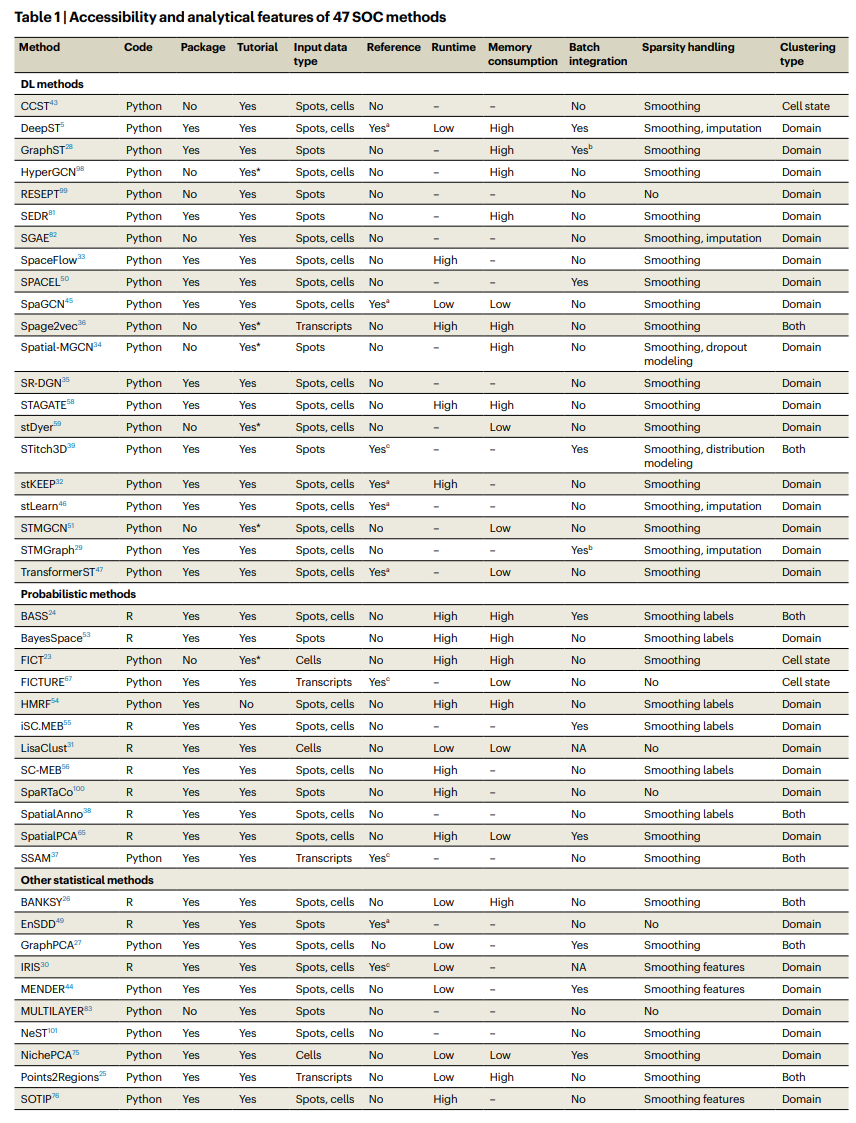 Table 1 | Accessibility and analytical features of 47 SOC methods
Method Code Package Tutorial Input data type Reference Runtime Memory consumption Batch integration Sparsity handling Clustering type
DL methods
CCST43 Python No Yes Spots, cells No – – No Smoothing Cell state
DeepST5 Python Yes Yes Spots, cells Yesa Low High Yes Smoothing, imputation Domain
GraphST28 Python Yes Yes Spots No – High Yesb Smoothing Domain
HyperGCN98 Python No Yes* Spots, cells No – High No Smoothing Domain
RESEPT99 Python No Yes Spots No – – No No Domain
SEDR81 Python Yes Yes Spots No – High No Smoothing Domain
SGAE82 Python No Yes Spots, cells No – – No Smoothing, imputation Domain
SpaceFlow33 Python Yes Yes Spots, cells No High – No Smoothing Domain
SPACEL50 Python Yes Yes Spots, cells No – – Yes Smoothing Domain
SpaGCN45 Python Yes Yes Spots, cells Yesa Low Low No Smoothing Domain
Spage2vec36 Python No Yes* Transcripts No High High No Smoothing Both
Spatial-MGCN34 Python No Yes* Spots No – High No Smoothing, dropout modeling Domain
SR-DGN35 Python Yes Yes Spots, cells No – – No Smoothing Domain
STAGATE58 Python Yes Yes Spots, cells No High High No Smoothing Domain
stDyer59 Python No Yes* Spots, cells No – Low No Smoothing Domain
STitch3D39 Python Yes Yes Spots Yesc – – Yes Smoothing, distribution modeling Both
stKEEP32 Python Yes Yes Spots, cells Yesa High – No Smoothing Domain
stLearn46 Python Yes Yes Spots, cells Yesa – – No Smoothing, imputation Domain
STMGCN51 Python No Yes* Spots, cells No – Low No Smoothing Domain
STMGraph29 Python Yes Yes Spots, cells No – – Yesb Smoothing, imputation Domain
TransformerST47 Python Yes Yes Spots, cells Yesa – Low No Smoothing Domain
Probabilistic methods
BASS24 R Yes Yes Spots, cells No High High Yes Smoothing labels Both
BayesSpace53 R Yes Yes Spots No High High No Smoothing labels Domain
FICT23 Python No Yes* Cells No High High No Smoothing Cell state
FICTURE67 Python Yes Yes Transcripts Yesc – Low No No Cell state
HMRF54 Python Yes No Spots, cells No High High No Smoothing labels Domain
iSC.MEB55 R Yes Yes Spots, cells No – – Yes Smoothing labels Domain
LisaClust31 R Yes Yes Cells No Low Low NA No Domain
SC-MEB56 R Yes Yes Spots, cells No High – No Smoothing labels Domain
SpaRTaCo100 R Yes Yes Spots No High – No No Domain
SpatialAnno38 R Yes Yes Spots, cells No – – No Smoothing labels Both
SpatialPCA65 R Yes Yes Spots, cells No High Low Yes Smoothing Domain
SSAM37 Python Yes Yes Transcripts Yesc – – No Smoothing Both
Other statistical methods
BANKSY26 R Yes Yes Spots, cells No Low High No Smoothing Both
EnSDD49 R Yes Yes Spots Yesa – – No No Domain
GraphPCA27 Python Yes Yes Spots, cells No Low – Yes Smoothing Both
IRIS30 R Yes Yes Spots, cells Yesc Low – NA Smoothing features Domain
MENDER44 Python Yes Yes Spots, cells No Low – Yes Smoothing features Domain
MULTILAYER83 Python No Yes Spots No – – No No Domain
NeST101 Python Yes Yes Spots, cells No – – No Smoothing Domain
NichePCA75 Python Yes Yes Cells No Low Low Yes Smoothing Domain
Points2Regions25 Python Yes Yes Transcripts No Low High No Smoothing Both
SOTIP76 Python Yes Yes Spots, cells No High – No Smoothing features Domain